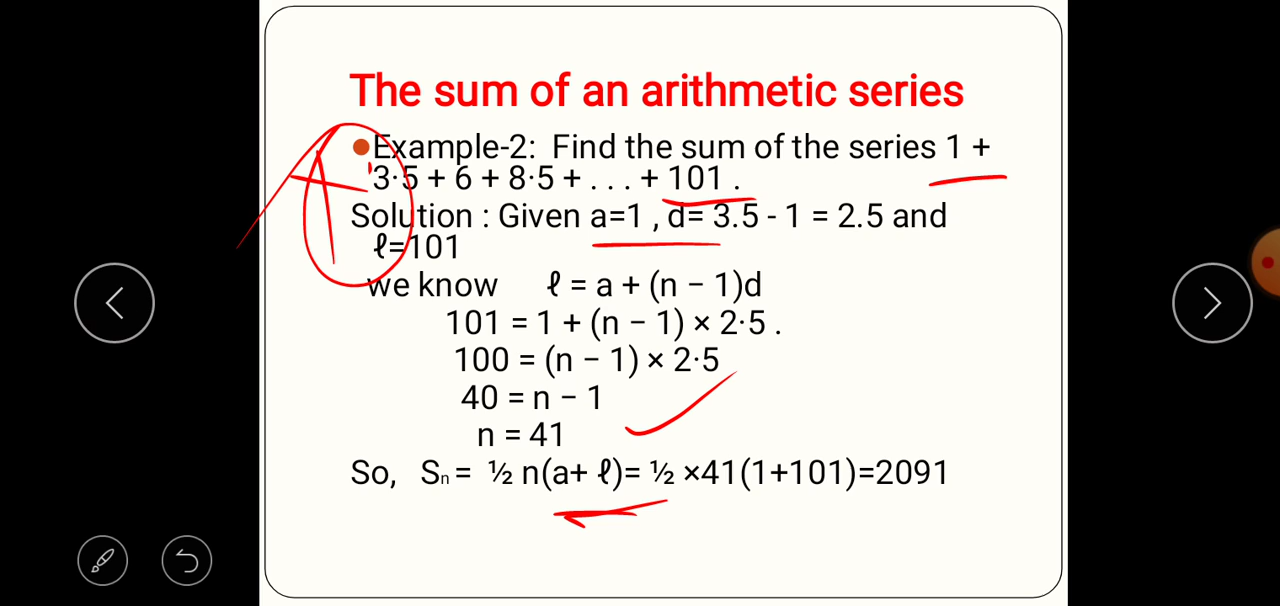 The sum of an arithmetic series
Example-2: Find the sum of the series 1 +
3·5 + 6 + 8·5 + . . . + 101 .
Solution : Given a=1 , d= 3.5 - 1 = 2.5 and
ℓ=101
we know ℓ = a + (n − 1)d
101 = 1 + (n − 1) × 2·5 .
100 = (n − 1) × 2·5
40 = n − 1
n = 41
So, Sn = ½ n(a+ ℓ)= ½ ×41(1+101)=2091